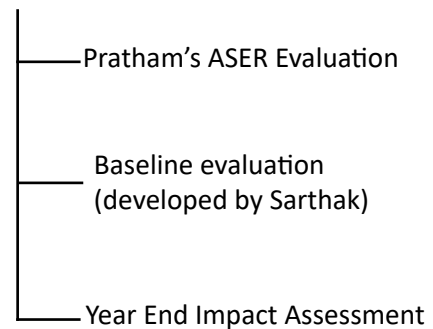 Pratham’s ASER Evaluation
Baseline evaluation
(developed by Sarthak)
Year End Impact Assessment